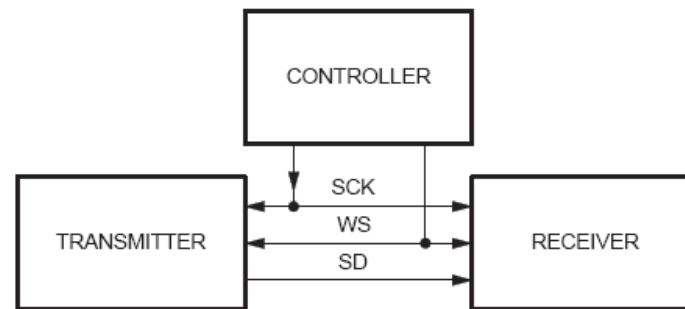 CONTROLLER
SCK
WS
TRANSMITTER
RECEIVER
SD